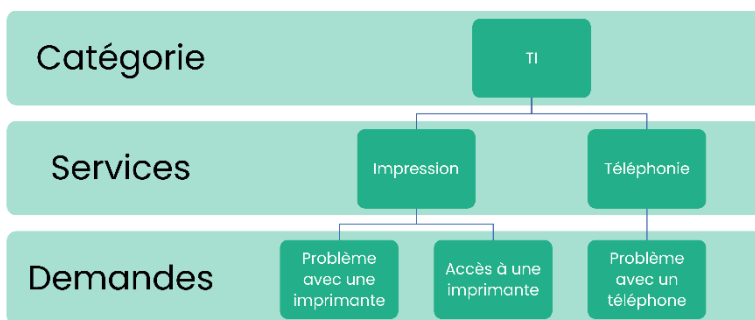 Catégorie
TI
Services
Impression
Téléphonie
Demandes
Problème
avec une
imprimante
Accès à une
imprimante
Problème
avec un
téléphone